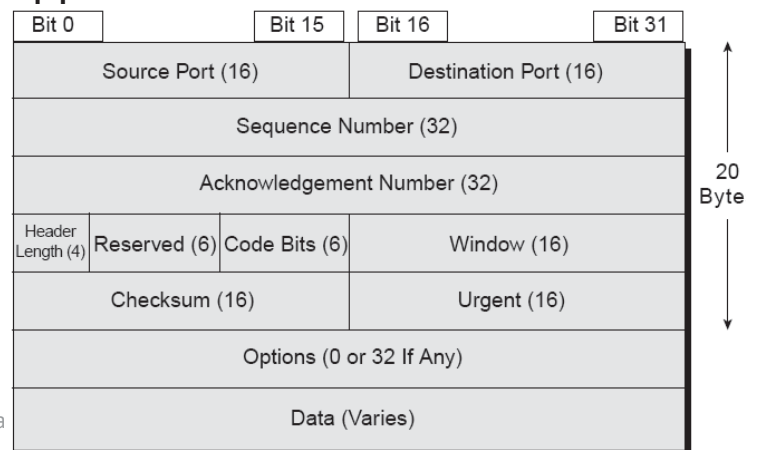 Bit 0 Bit 15 Bit 16 Bit 31
Source Port (16) Destination Port (16)
Sequence Number (32)
Acknowledgement Number (32)
20
Byte
Header
Length (4) Reserved (6) Code Bits (6) Window (16)
Checksum (16) Urgent (16)
Options (0 or 32 If Any)
Data (Varies)